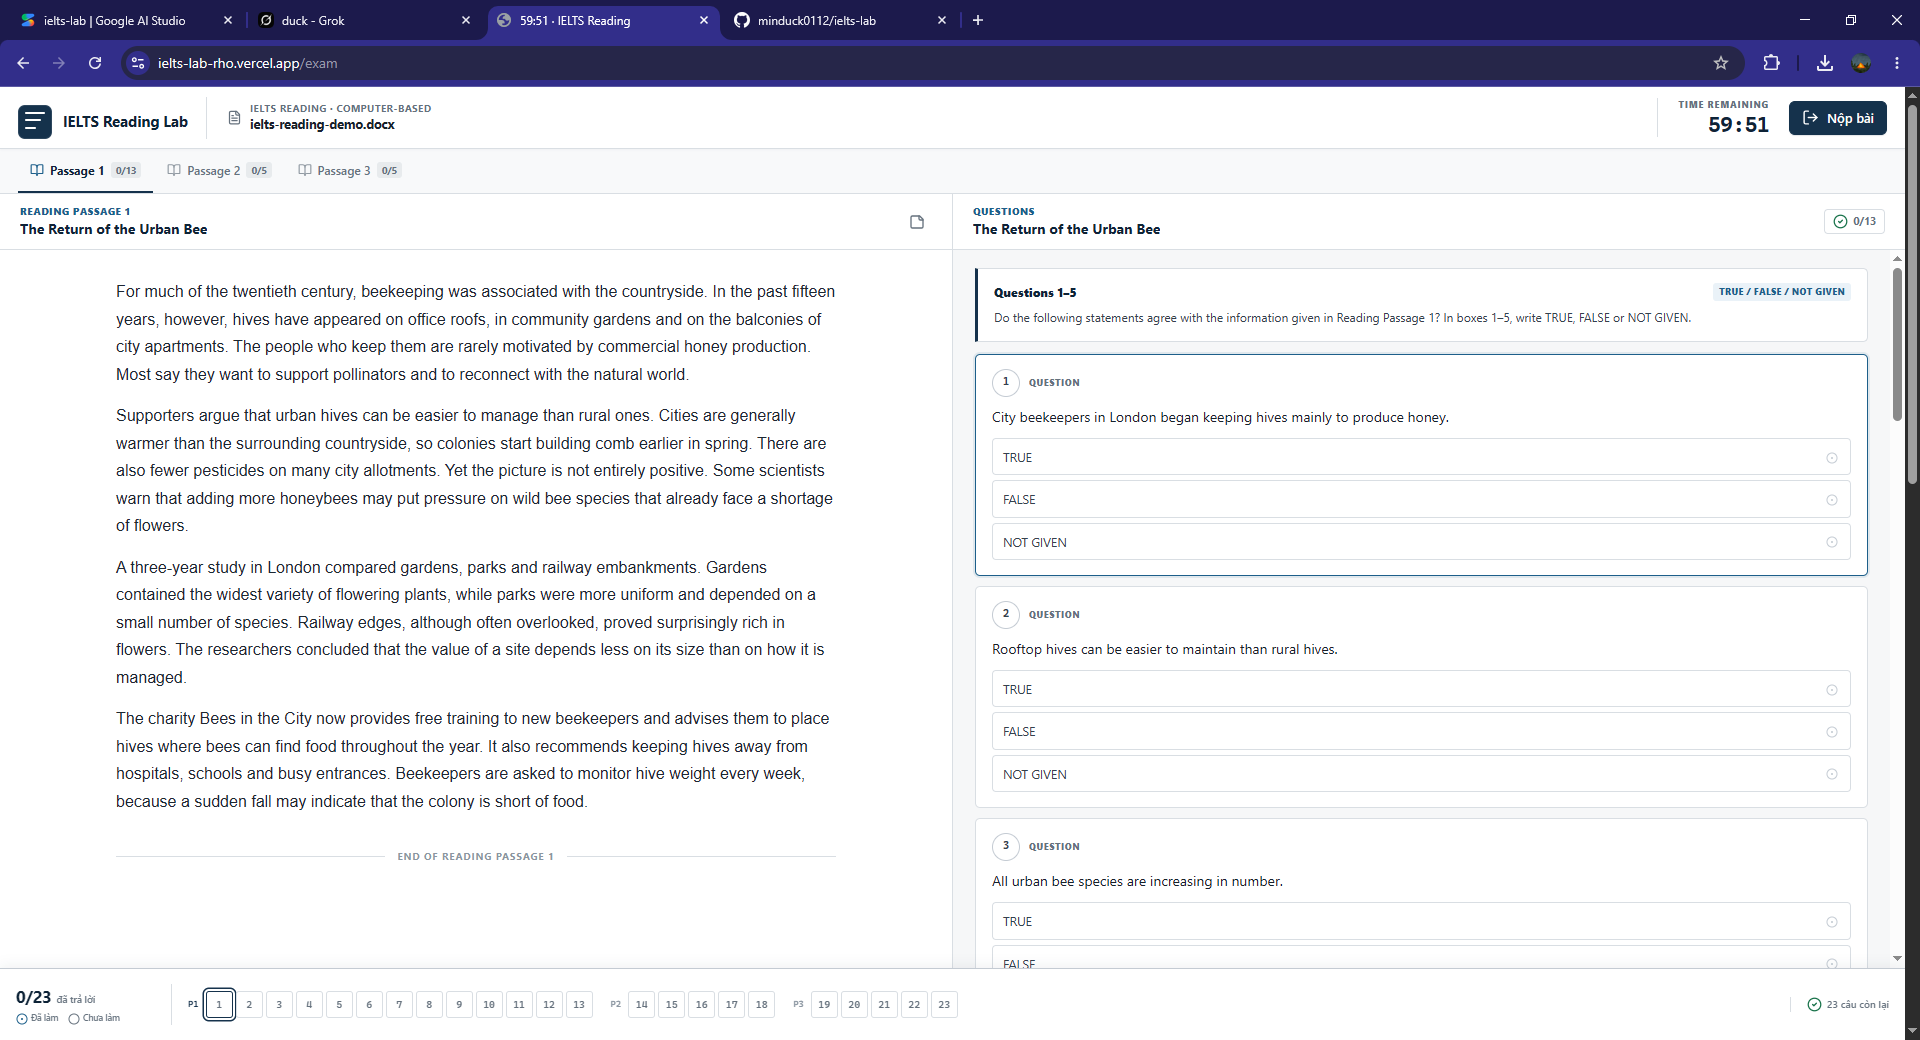 ielts-lab | Google AI Studio
duck - Grok
59:51 · IELTS Reading
minduck0112/ielts-lab
ielts-lab-rho.vercel.app/exam
IELTS Reading Lab
IELTS READING · COMPUTER-BASED
ielts-reading-demo.docx
TIME REMAINING
59:51
Nộp bài
Passage 1 0/13
Passage 2 0/5
Passage 3 0/5
READING PASSAGE 1
The Return of the Urban Bee
For much of the twentieth century, beekeeping was associated with the countryside. In the past fifteen
years, however, hives have appeared on office roofs, in community gardens and on the balconies of
city apartments. The people who keep them are rarely motivated by commercial honey production.
Most say they want to support pollinators and to reconnect with the natural world.
Supporters argue that urban hives can be easier to manage than rural ones. Cities are generally
warmer than the surrounding countryside, so colonies start building comb earlier in spring. There are
also fewer pesticides on many city allotments. Yet the picture is not entirely positive. Some scientists
warn that adding more honeybees may put pressure on wild bee species that already face a shortage
of flowers.
A three-year study in London compared gardens, parks and railway embankments. Gardens
contained the widest variety of flowering plants, while parks were more uniform and depended on a
small number of species. Railway edges, although often overlooked, proved surprisingly rich in
flowers. The researchers concluded that the value of a site depends less on its size than on how it is
managed.
The charity Bees in the City now provides free training to new beekeepers and advises them to place
hives where bees can find food throughout the year. It also recommends keeping hives away from
hospitals, schools and busy entrances. Beekeepers are asked to monitor hive weight every week,
because a sudden fall may indicate that the colony is short of food.
END OF READING PASSAGE 1
QUESTIONS
The Return of the Urban Bee
0/13
Questions 1–5
TRUE / FALSE / NOT GIVEN
Do the following statements agree with the information given in Reading Passage 1? In boxes 1–5, write TRUE, FALSE or NOT GIVEN.
1 QUESTION
City beekeepers in London began keeping hives mainly to produce honey.
TRUE
FALSE
NOT GIVEN
2 QUESTION
Rooftop hives can be easier to maintain than rural hives.
TRUE
FALSE
NOT GIVEN
3 QUESTION
All urban bee species are increasing in number.
TRUE
FALSE
0/23 đã trả lời
Đã làm Chưa làm
P1 1 2 3 4 5 6 7 8 9 10 11 12 13 P2 14 15 16 17 18 P3 19 20 21 22 23
23 câu còn lại